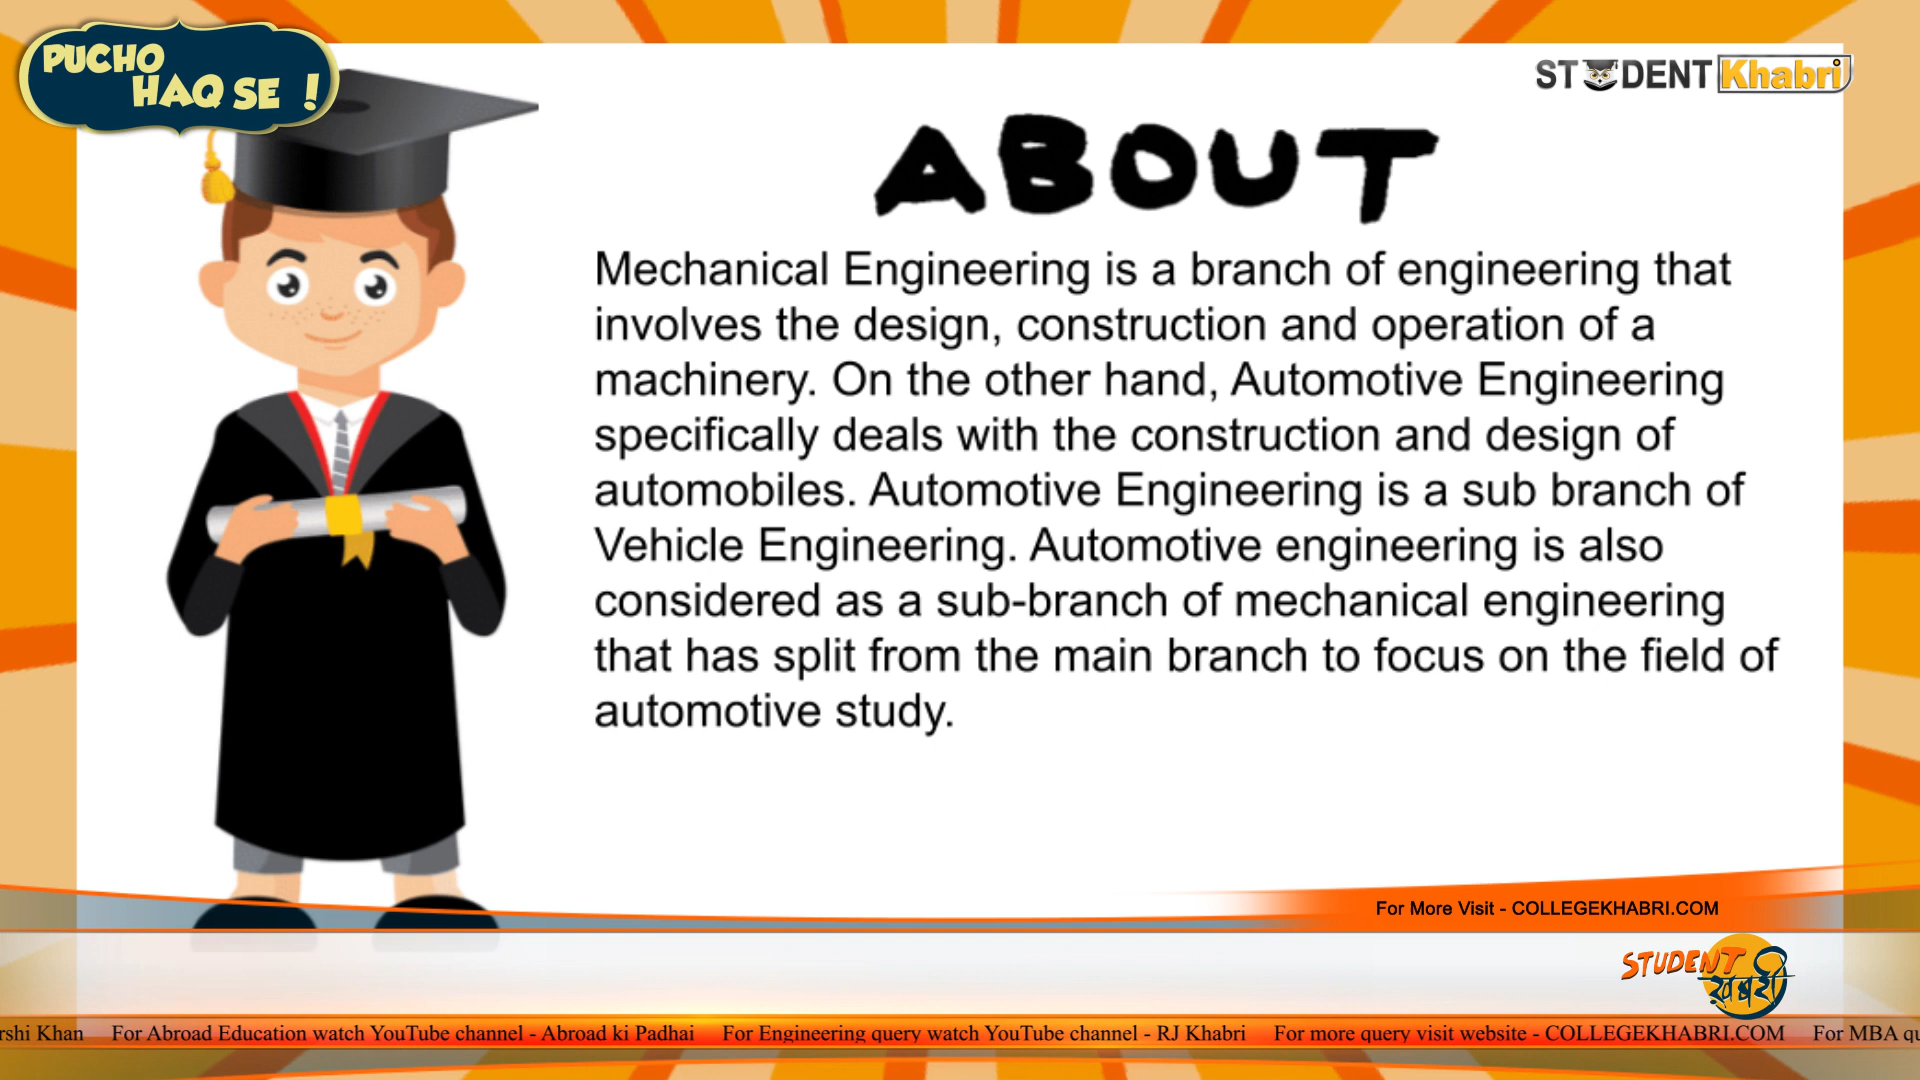 PUCHO
HAQ SE !
STUDENT Khabri
ABOUT
Mechanical Engineering is a branch of engineering that
involves the design, construction and operation of a
machinery. On the other hand, Automotive Engineering
specifically deals with the construction and design of
automobiles. Automotive Engineering is a sub branch of
Vehicle Engineering. Automotive engineering is also
considered as a sub-branch of mechanical engineering
that has split from the main branch to focus on the field of
automotive study.
For More Visit - COLLEGEKHABRI.COM
STUDENT
ख़बरी
rshi Khan For Abroad Education watch YouTube channel - Abroad ki Padhai For Engineering query watch YouTube channel - RJ Khabri For more query visit website - COLLEGEKHABRI.COM For MBA qu